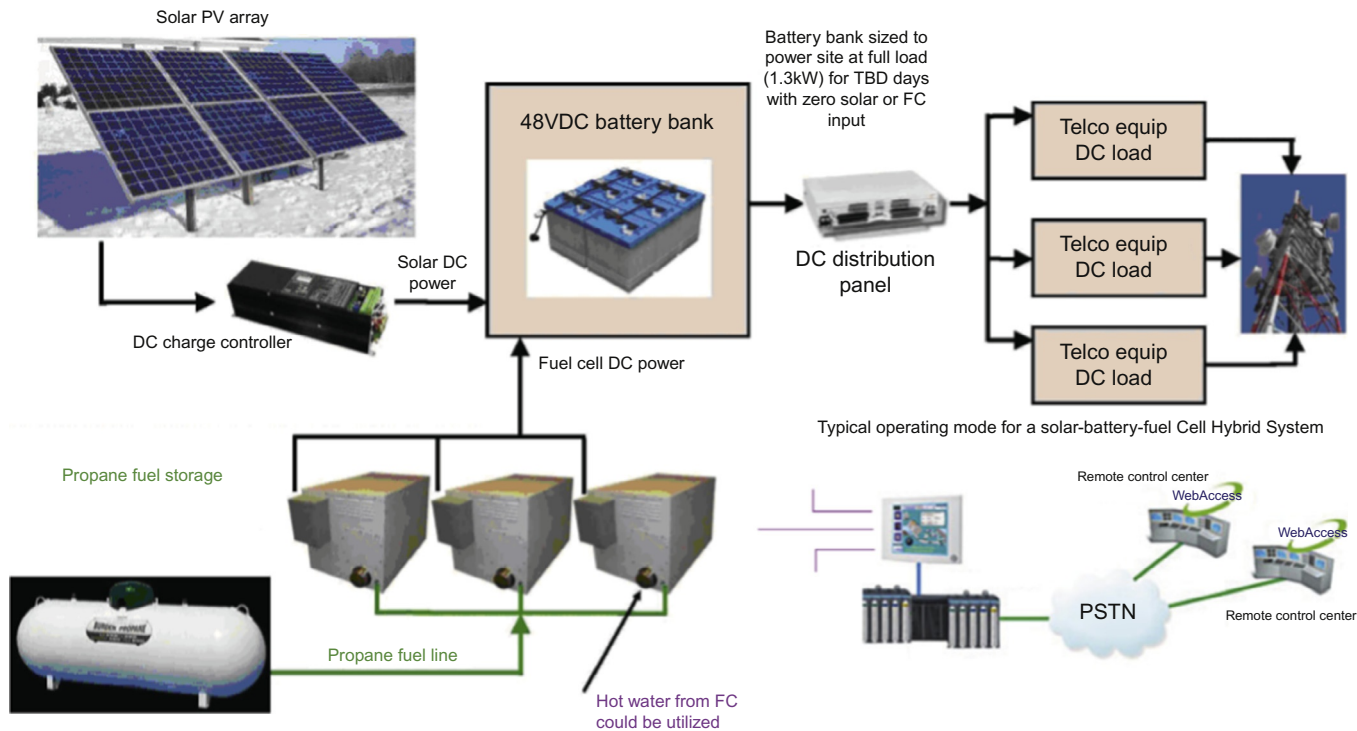 Solar PV array
Battery bank sized to
power site at full load
(1.3kW) for TBD days
with zero solar or FC
input
48VDC battery bank
Telco equip
DC load
Telco equip
DC load
Telco equip
DC load
DC distribution
panel
Solar DC
power
DC charge controller
Fuel cell DC power
Typical operating mode for a solar-battery-fuel Cell Hybrid System
Propane fuel storage
Propane fuel line
Hot water from FC
could be utilized
Remote control center
WebAccess
WebAccess
PSTN
Remote control center